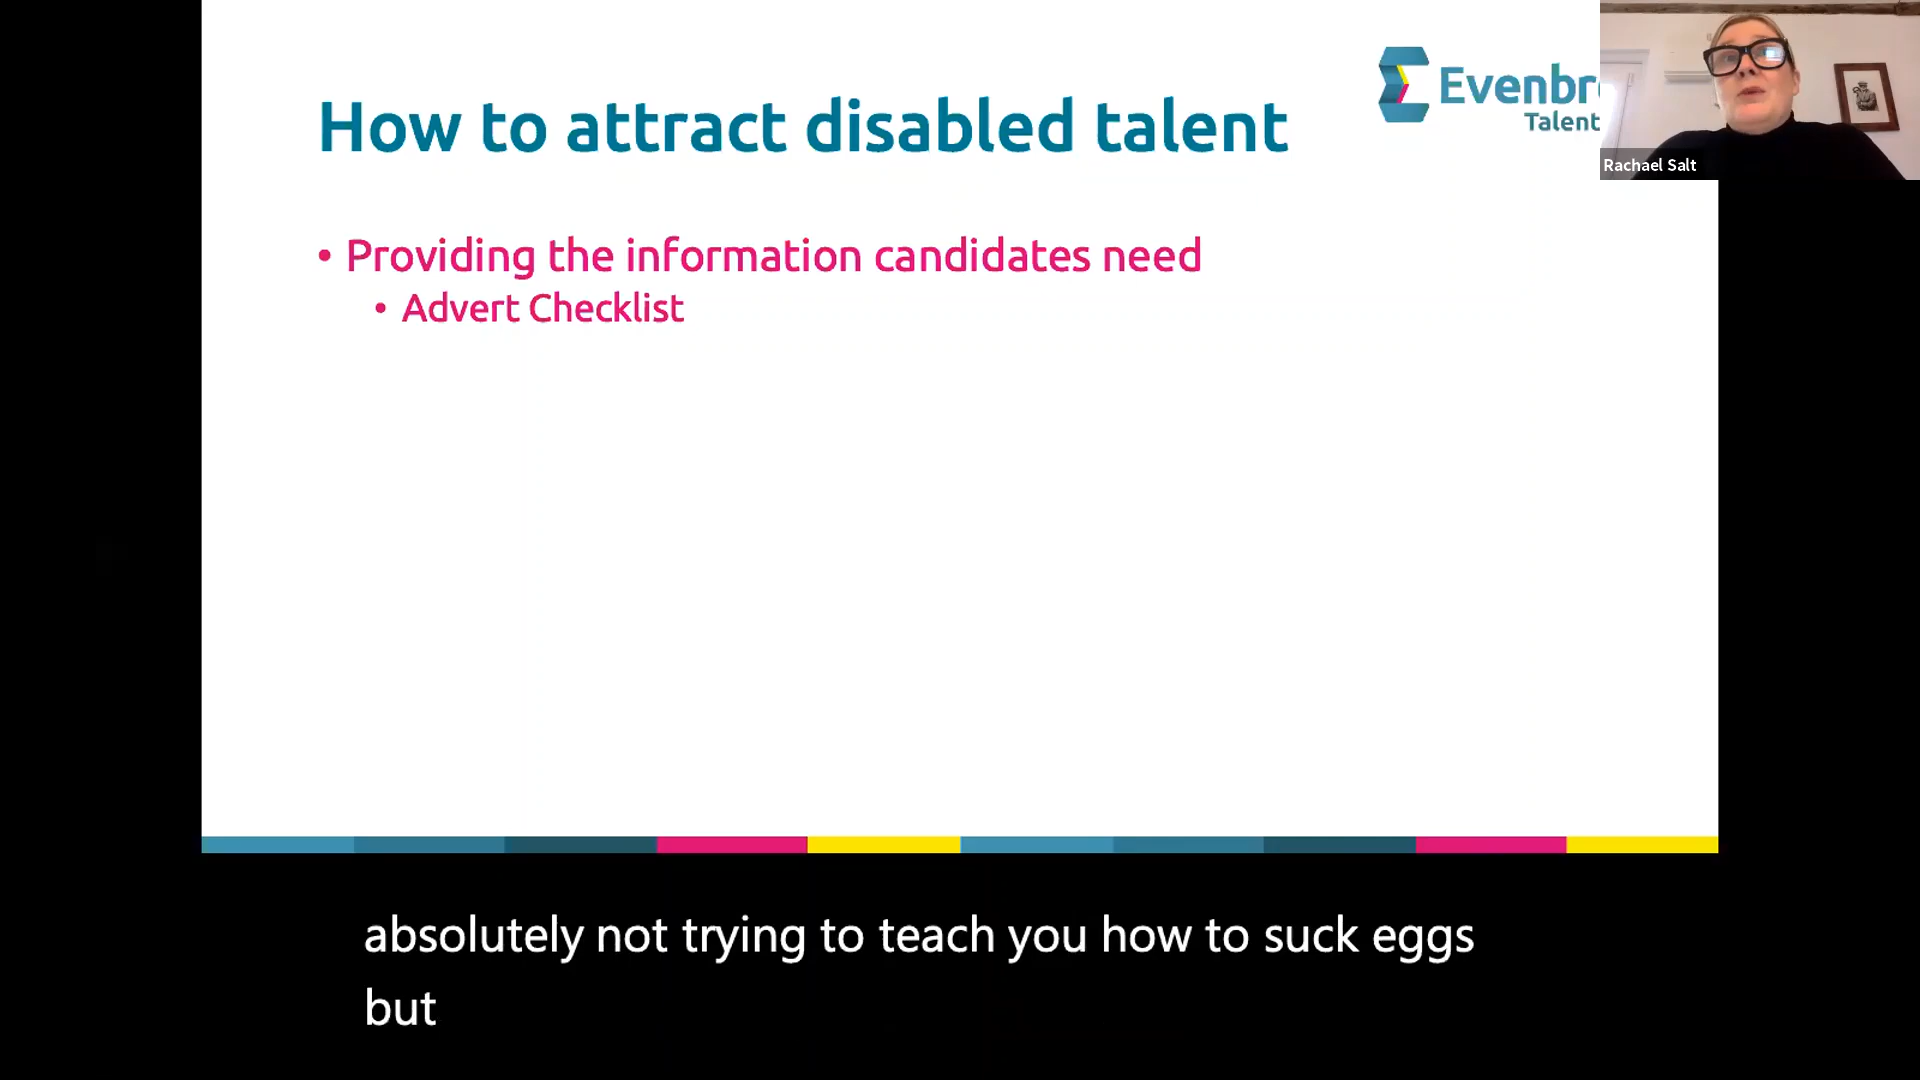 How to attract disabled talent
Evenbr
Talent
Rachael Salt
• Providing the information candidates need
• Advert Checklist
absolutely not trying to teach you how to suck eggs
but